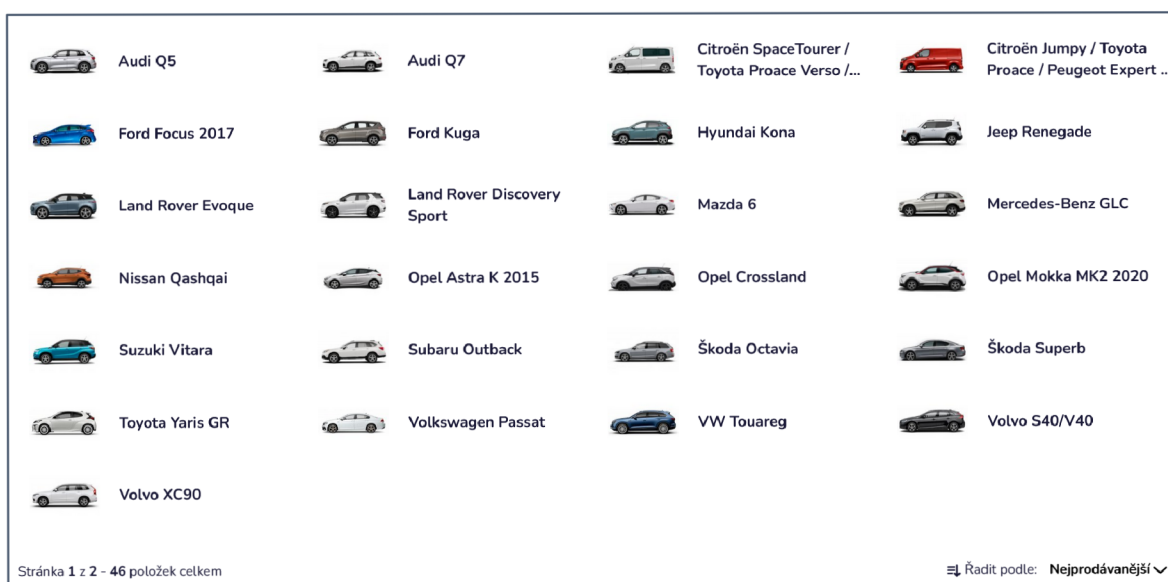 Audi Q5
Audi Q7
Citroën SpaceTourer /
Toyota Proace Verso /...
Citroën Jumpy / Toyota
Proace / Peugeot Expert ..
Ford Focus 2017
Ford Kuga
Hyundai Kona
Jeep Renegade
Land Rover Evoque
Land Rover Discovery
Sport
Mazda 6
Mercedes-Benz GLC
Nissan Qashqai
Opel Astra K 2015
Opel Crossland
Opel Mokka MK2 2020
Suzuki Vitara
Subaru Outback
Škoda Octavia
Škoda Superb
Toyota Yaris GR
Volkswagen Passat
VW Touareg
Volvo S40/V40
Volvo XC90
Stránka 1 z 2 - 46 položek celkem
Řadit podle: Nejprodávanější